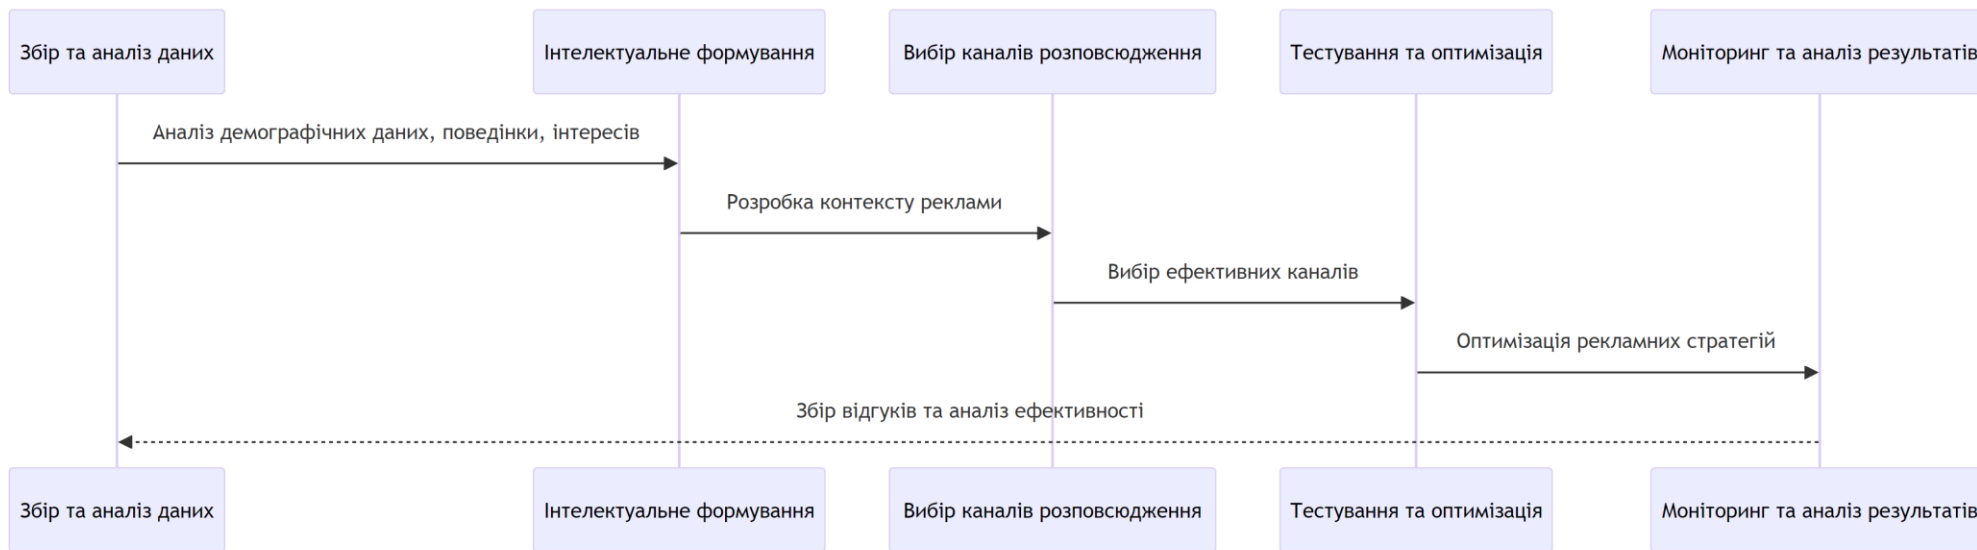 Збір та аналіз даних
Інтелектуальне формування
Вибір каналів розповсюдження
Тестування та оптимізація
Моніторинг та аналіз результатів
Аналіз демографічних даних, поведінки, інтересів
Розробка контексту реклами
Вибір ефективних каналів
Оптимізація рекламних стратегій
Збір відгуків та аналіз ефективності
Збір та аналіз даних
Інтелектуальне формування
Вибір каналів розповсюдження
Тестування та оптимізація
Моніторинг та аналіз результатів